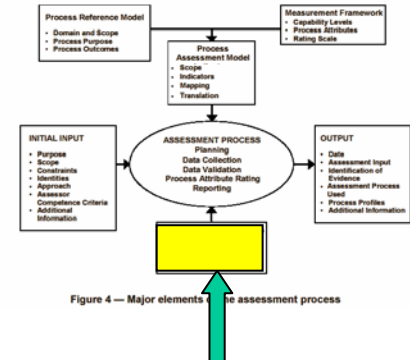 Process Reference Model
• Domain and Scope
• Process Purpose
• Process Outcomes
Measurement Framework
• Capability Levels
• Process Attributes
• Rating Scale
Process
Assessment Model
• Scope
• Indicators
• Mapping
• Translation
INITIAL INPUT
• Purpose
• Scope
• Constraints
• Identities
• Approach
• Assessor
Competence Criteria
• Additional
Information
ASSESSMENT PROCESS
Planning
Data Collection
Data Validation
Process Attribute Rating
Reporting
OUTPUT
• Date
• Assessment Input
• Identification of
Evidence
• Assessment Process
Used
• Process Profiles
• Additional Information
Figure 4 — Major elements the assessment process